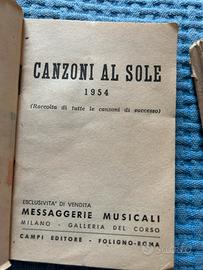 CANZONI AL SOLE
1954
(Raccolta di tutte le canzoni di successo)
ESCLUSIVITA' DI VENDITA
MESSAGGERIE MUSICALI
MILANO - GALLERIA DEL CORSO
CAMPI EDITORE - FOLIGNO-ROMA
subito